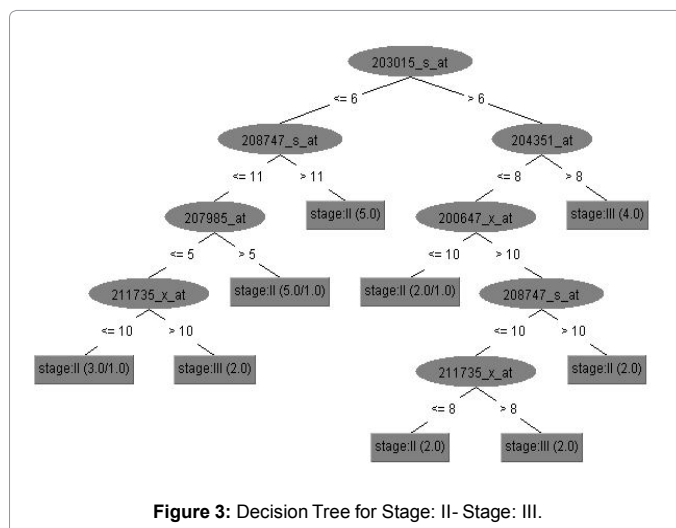 203015_s_at
<= 6
> 6
208747_s_at
204351_at
<= 11
> 11
<= 8
> 8
207985_at
stage:II (5.0)
200647_x_at
stage:III (4.0)
<= 5
> 5
<= 10
> 10
211735_x_at
stage:II (5.0/1.0)
stage:II (2.0/1.0)
208747_s_at
<= 10
> 10
<= 10
> 10
stage:II (3.0/1.0)
stage:III (2.0)
211735_x_at
stage:II (2.0)
<= 8
> 8
stage:II (2.0)
stage:III (2.0)
Figure 3: Decision Tree for Stage: II- Stage: III.